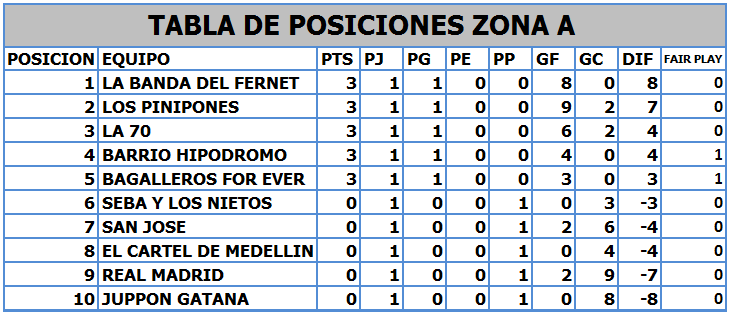 TABLA DE POSICIONES ZONA A
POSICION EQUIPO PTS PJ PG PE PP GF GC DIF FAIR PLAY
1 LA BANDA DEL FERNET 3 1 1 0 0 8 0 8 0
2 LOS PINIPONES 3 1 1 0 0 9 2 7 0
3 LA 70 3 1 1 0 0 6 2 4 0
4 BARRIO HIPODROMO 3 1 1 0 0 4 0 4 1
5 BAGALLEROS FOR EVER 3 1 1 0 0 3 0 3 1
6 SEBA Y LOS NIETOS 0 1 0 0 1 0 3 -3 0
7 SAN JOSE 0 1 0 0 1 2 6 -4 0
8 EL CARTEL DE MEDELLIN 0 1 0 0 1 0 4 -4 0
9 REAL MADRID 0 1 0 0 1 2 9 -7 0
10 JUPPON GATANA 0 1 0 0 1 0 8 -8 0